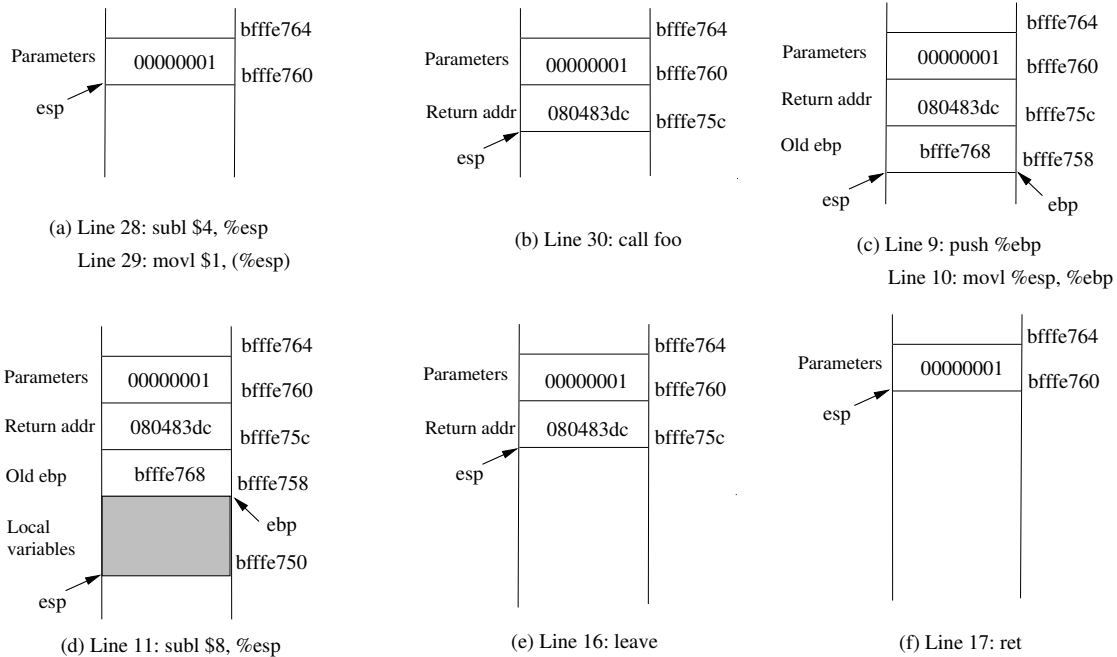 bfffe764
Parameters
00000001
bfffe760
esp
(a) Line 28: subl $4, %esp
Line 29: movl $1, (%esp)
bfffe764
Parameters
00000001
bfffe760
Return addr
080483dc
bfffe75c
esp
(b) Line 30: call foo
bfffe764
Parameters
00000001
bfffe760
Return addr
080483dc
bfffe75c
Old ebp
bfffe768
bfffe758
esp
ebp
(c) Line 9: push %ebp
Line 10: movl %esp, %ebp
bfffe764
Parameters
00000001
bfffe760
Return addr
080483dc
bfffe75c
Old ebp
bfffe768
bfffe758
ebp
Local
variables
bfffe750
esp
(d) Line 11: subl $8, %esp
bfffe764
Parameters
00000001
bfffe760
Return addr
080483dc
bfffe75c
esp
(e) Line 16: leave
bfffe764
Parameters
00000001
bfffe760
esp
(f) Line 17: ret